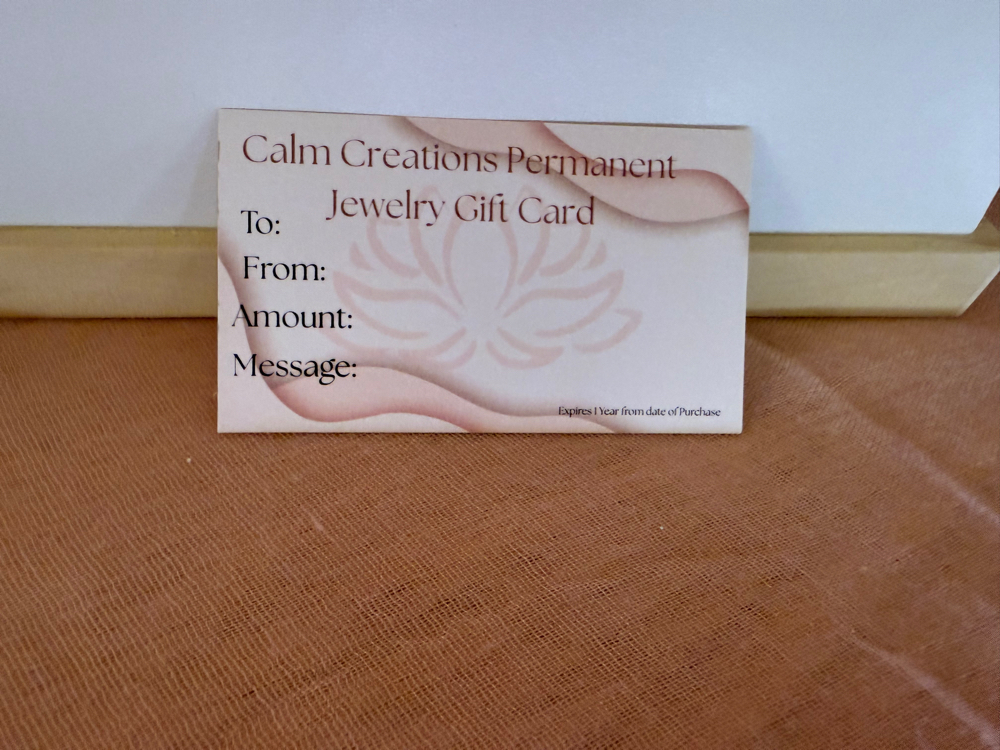 Calm Creations Permanent
Jewelry Gift Card
To:
From:
Amount:
Message:
Expires 1 Year from date of Purchase